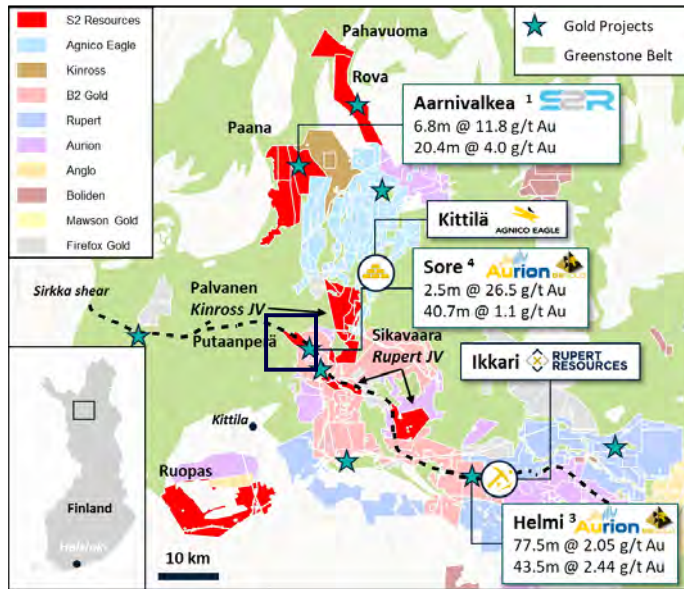 S2 Resources
Agnico Eagle
Kinross
B2 Gold
Rupert
Aurion
Anglo
Boliden
Mawson Gold
Firefox Gold
Gold Projects
Greenstone Belt
Pahavuoma
Rova
Paana
Aarnivalkea 1 S2R
6.8m @ 11.8 g/t Au
20.4m @ 4.0 g/t Au
Kittilä
AGNICO EAGLE
Sore 4 Aurion
2.5m @ 26.5 g/t Au
40.7m @ 1.1 g/t Au
Sirkka shear
Palvanen
Kinross JV
Putaanperä
Sikavaara
Rupert JV
Ikkari RUPERT
RESOURCES
Kittila
Ruopas
Finland
Helsinki
10 km
Helmi 3 Aurion
77.5m @ 2.05 g/t Au
43.5m @ 2.44 g/t Au